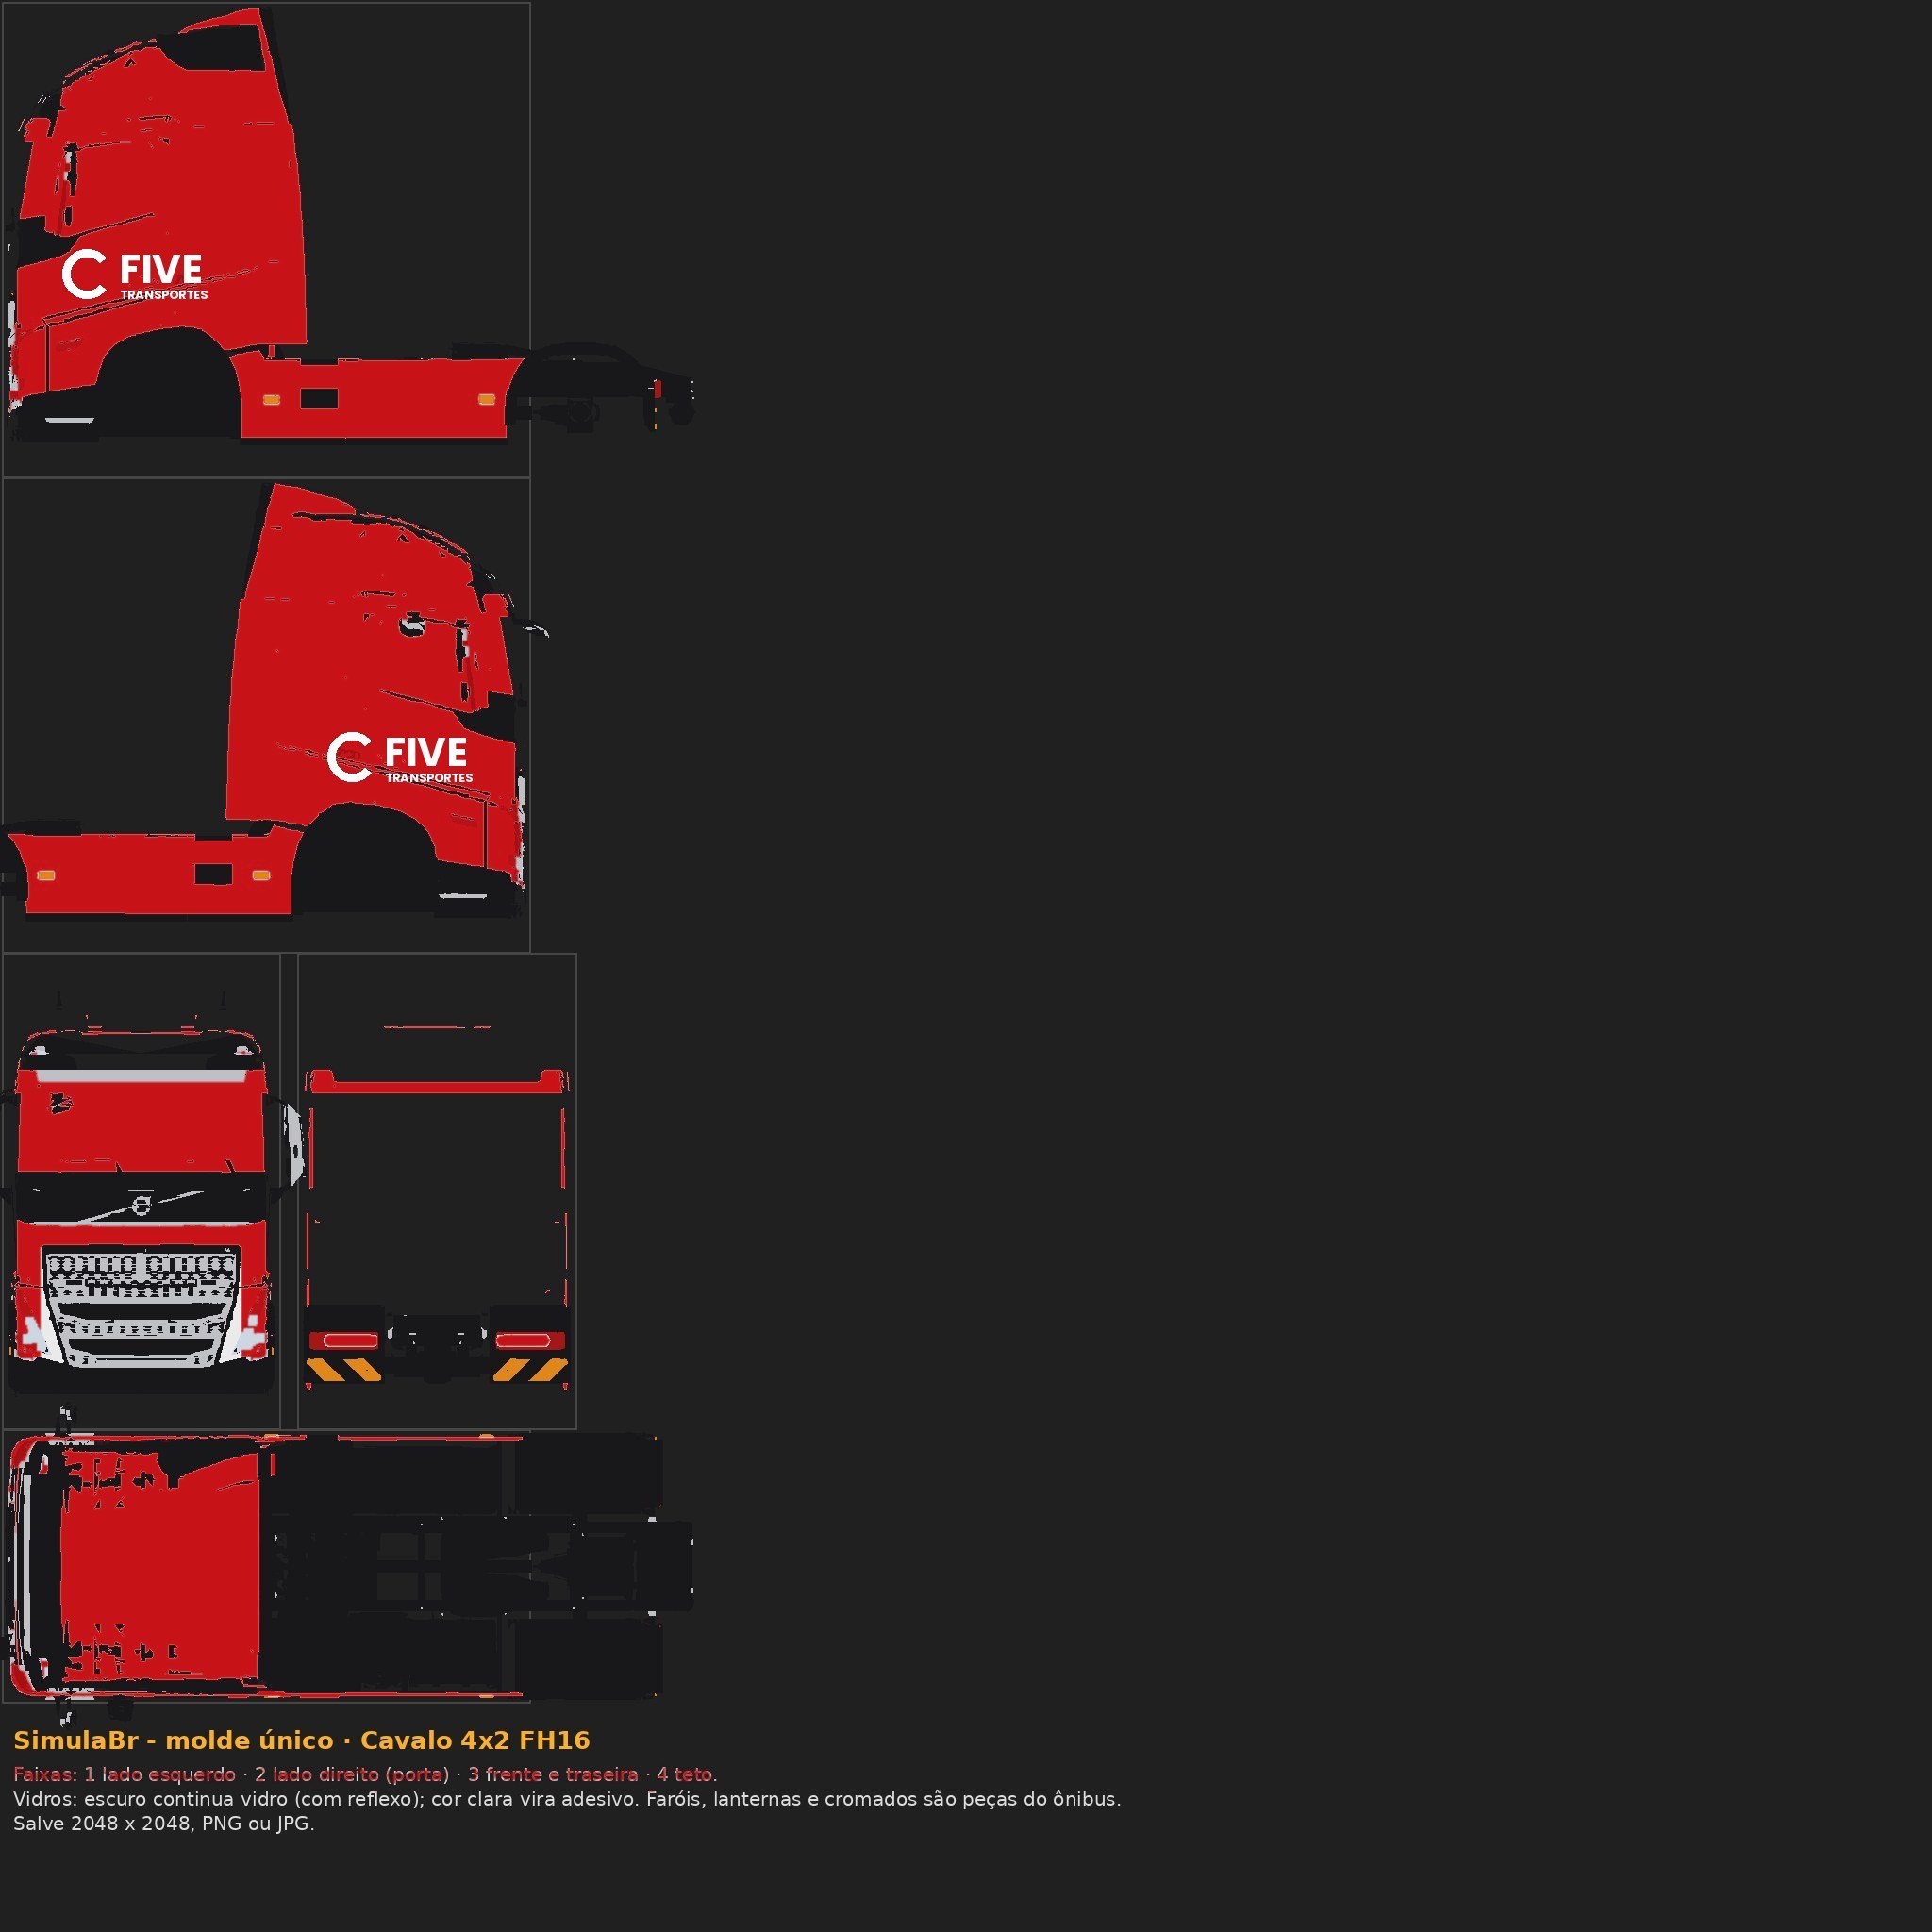 C FIVE
TRANSPORTES
C FIVE
TRANSPORTES
SimulaBr - molde único · Cavalo 4x2 FH16
Faixas: 1 lado esquerdo · 2 lado direito (porta) · 3 frente e traseira · 4 teto.
Vidros: escuro continua vidro (com reflexo); cor clara vira adesivo. Faróis, lanternas e cromados são peças do ônibus.
Salve 2048 x 2048, PNG ou JPG.